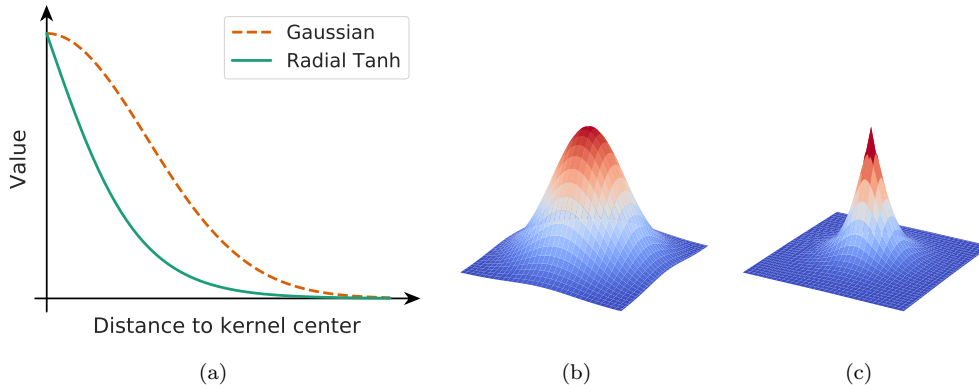 Gaussian
Radial Tanh
Value
Distance to kernel center
(a)
(b)
(c)